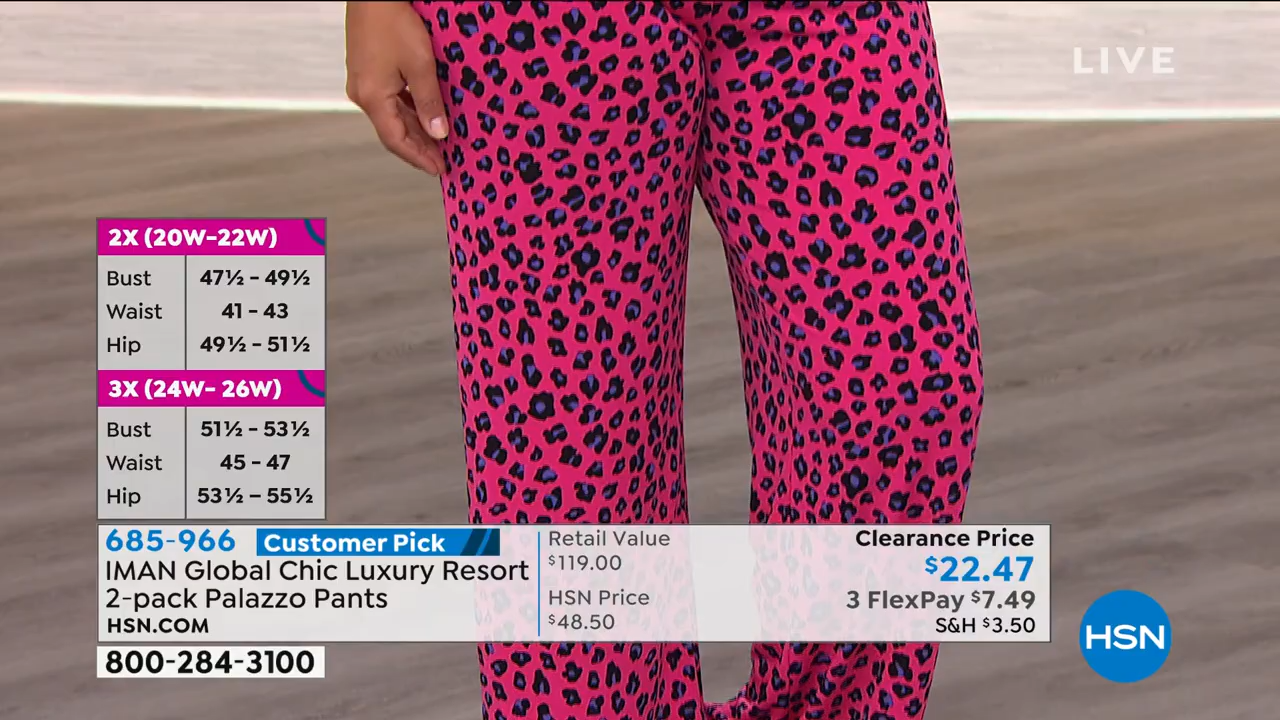 LIVE
2X (20W-22W)
Bust 47½ - 49½
Waist 41 - 43
Hip 49½ - 51½
3X (24W- 26W)
Bust 51½ - 53½
Waist 45 - 47
Hip 53½ - 55½
685-966 Customer Pick
IMAN Global Chic Luxury Resort
2-pack Palazzo Pants
HSN.COM
Retail Value
$119.00
HSN Price
$48.50
Clearance Price
$22.47
3 FlexPay $7.49
S&H $3.50
800-284-3100
HSN